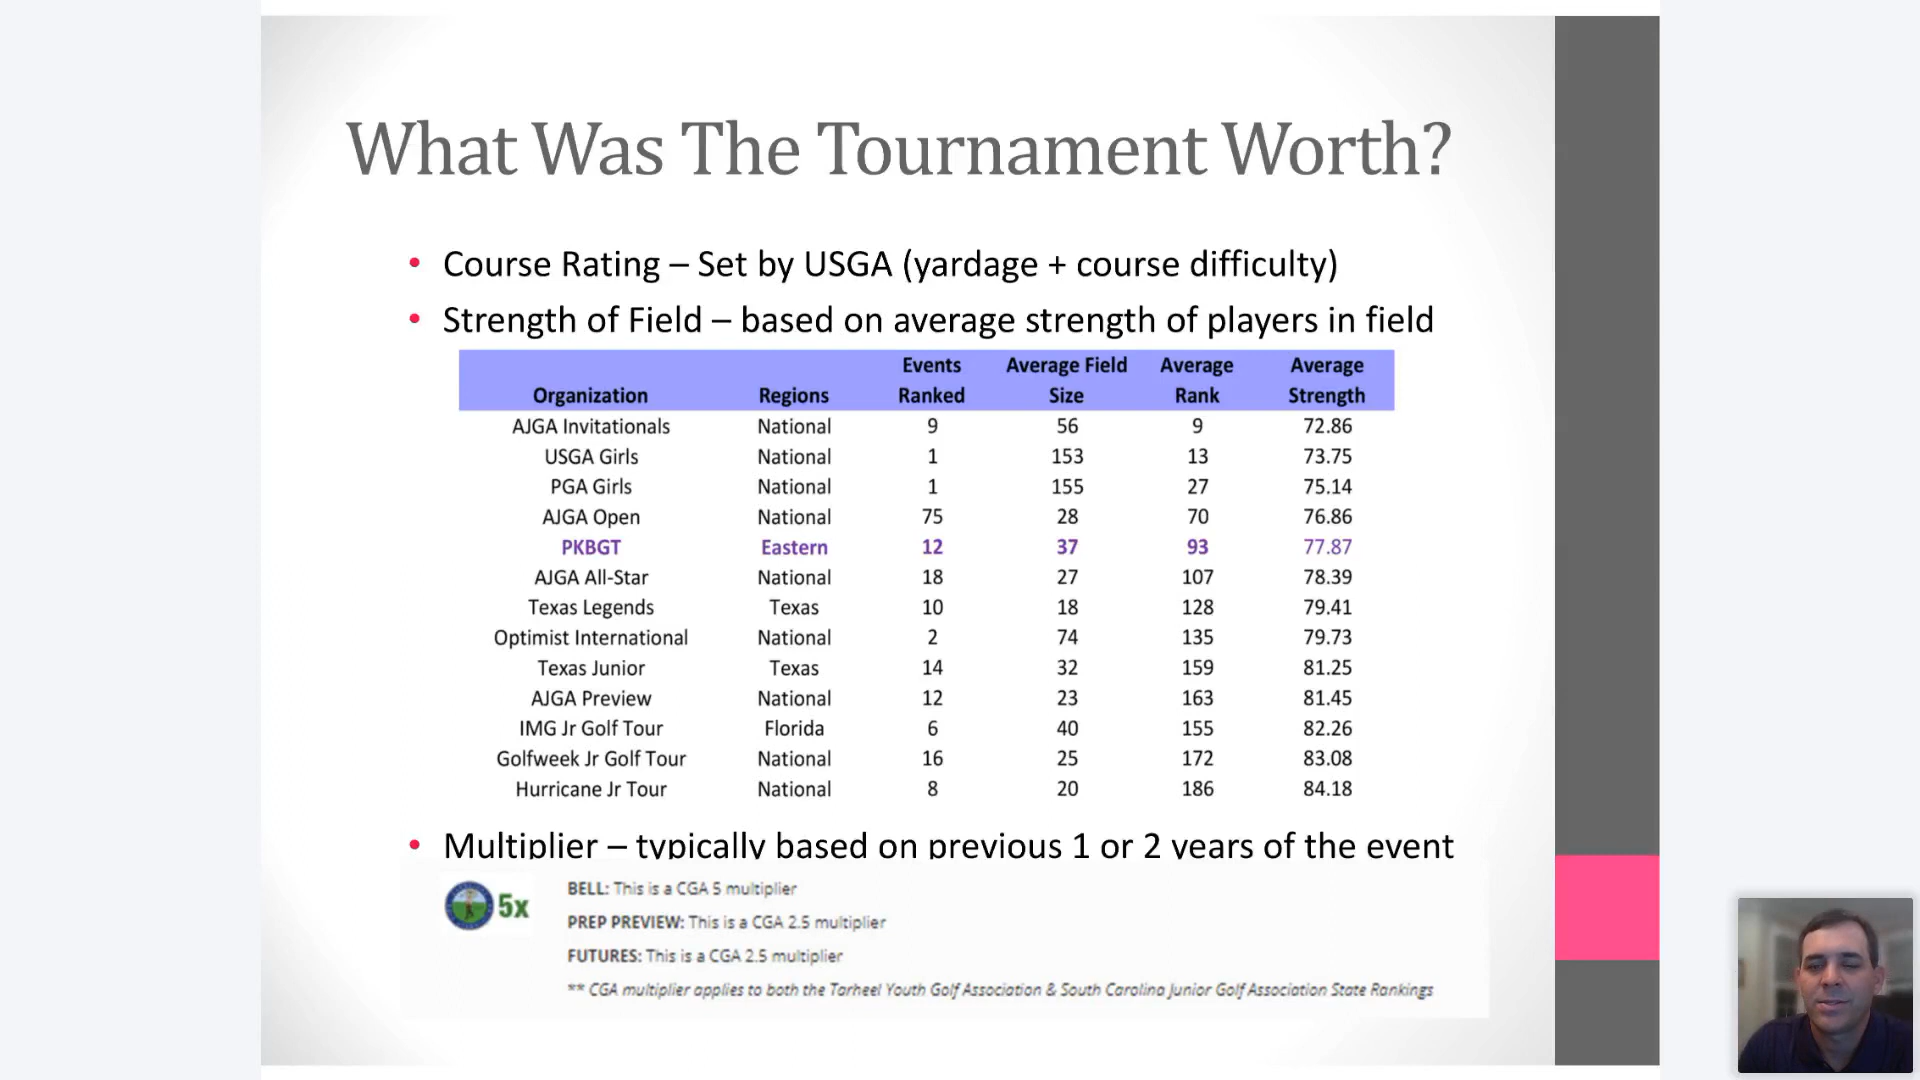 What Was The Tournament Worth?
• Course Rating – Set by USGA (yardage + course difficulty)
• Strength of Field – based on average strength of players in field
Organization Regions Events Ranked Average Field Size Average Rank Average Strength
AJGA Invitationals National 9 56 9 72.86
USGA Girls National 1 153 13 73.75
PGA Girls National 1 155 27 75.14
AJGA Open National 75 28 70 76.86
PKBGT Eastern 12 37 93 77.87
AJGA All-Star National 18 27 107 78.39
Texas Legends Texas 10 18 128 79.41
Optimist International National 2 74 135 79.73
Texas Junior Texas 14 32 159 81.25
AJGA Preview National 12 23 163 81.45
IMG Jr Golf Tour Florida 6 40 155 82.26
Golfweek Jr Golf Tour National 16 25 172 83.08
Hurricane Jr Tour National 8 20 186 84.18
• Multiplier – typically based on previous 1 or 2 years of the event
5x
BELL: This is a CGA 5 multiplier
PREP PREVIEW: This is a CGA 2.5 multiplier
FUTURES: This is a CGA 2.5 multiplier
** CGA multiplier applies to both the Tarheel Youth Golf Association & South Carolina Junior Golf Association State Rankings